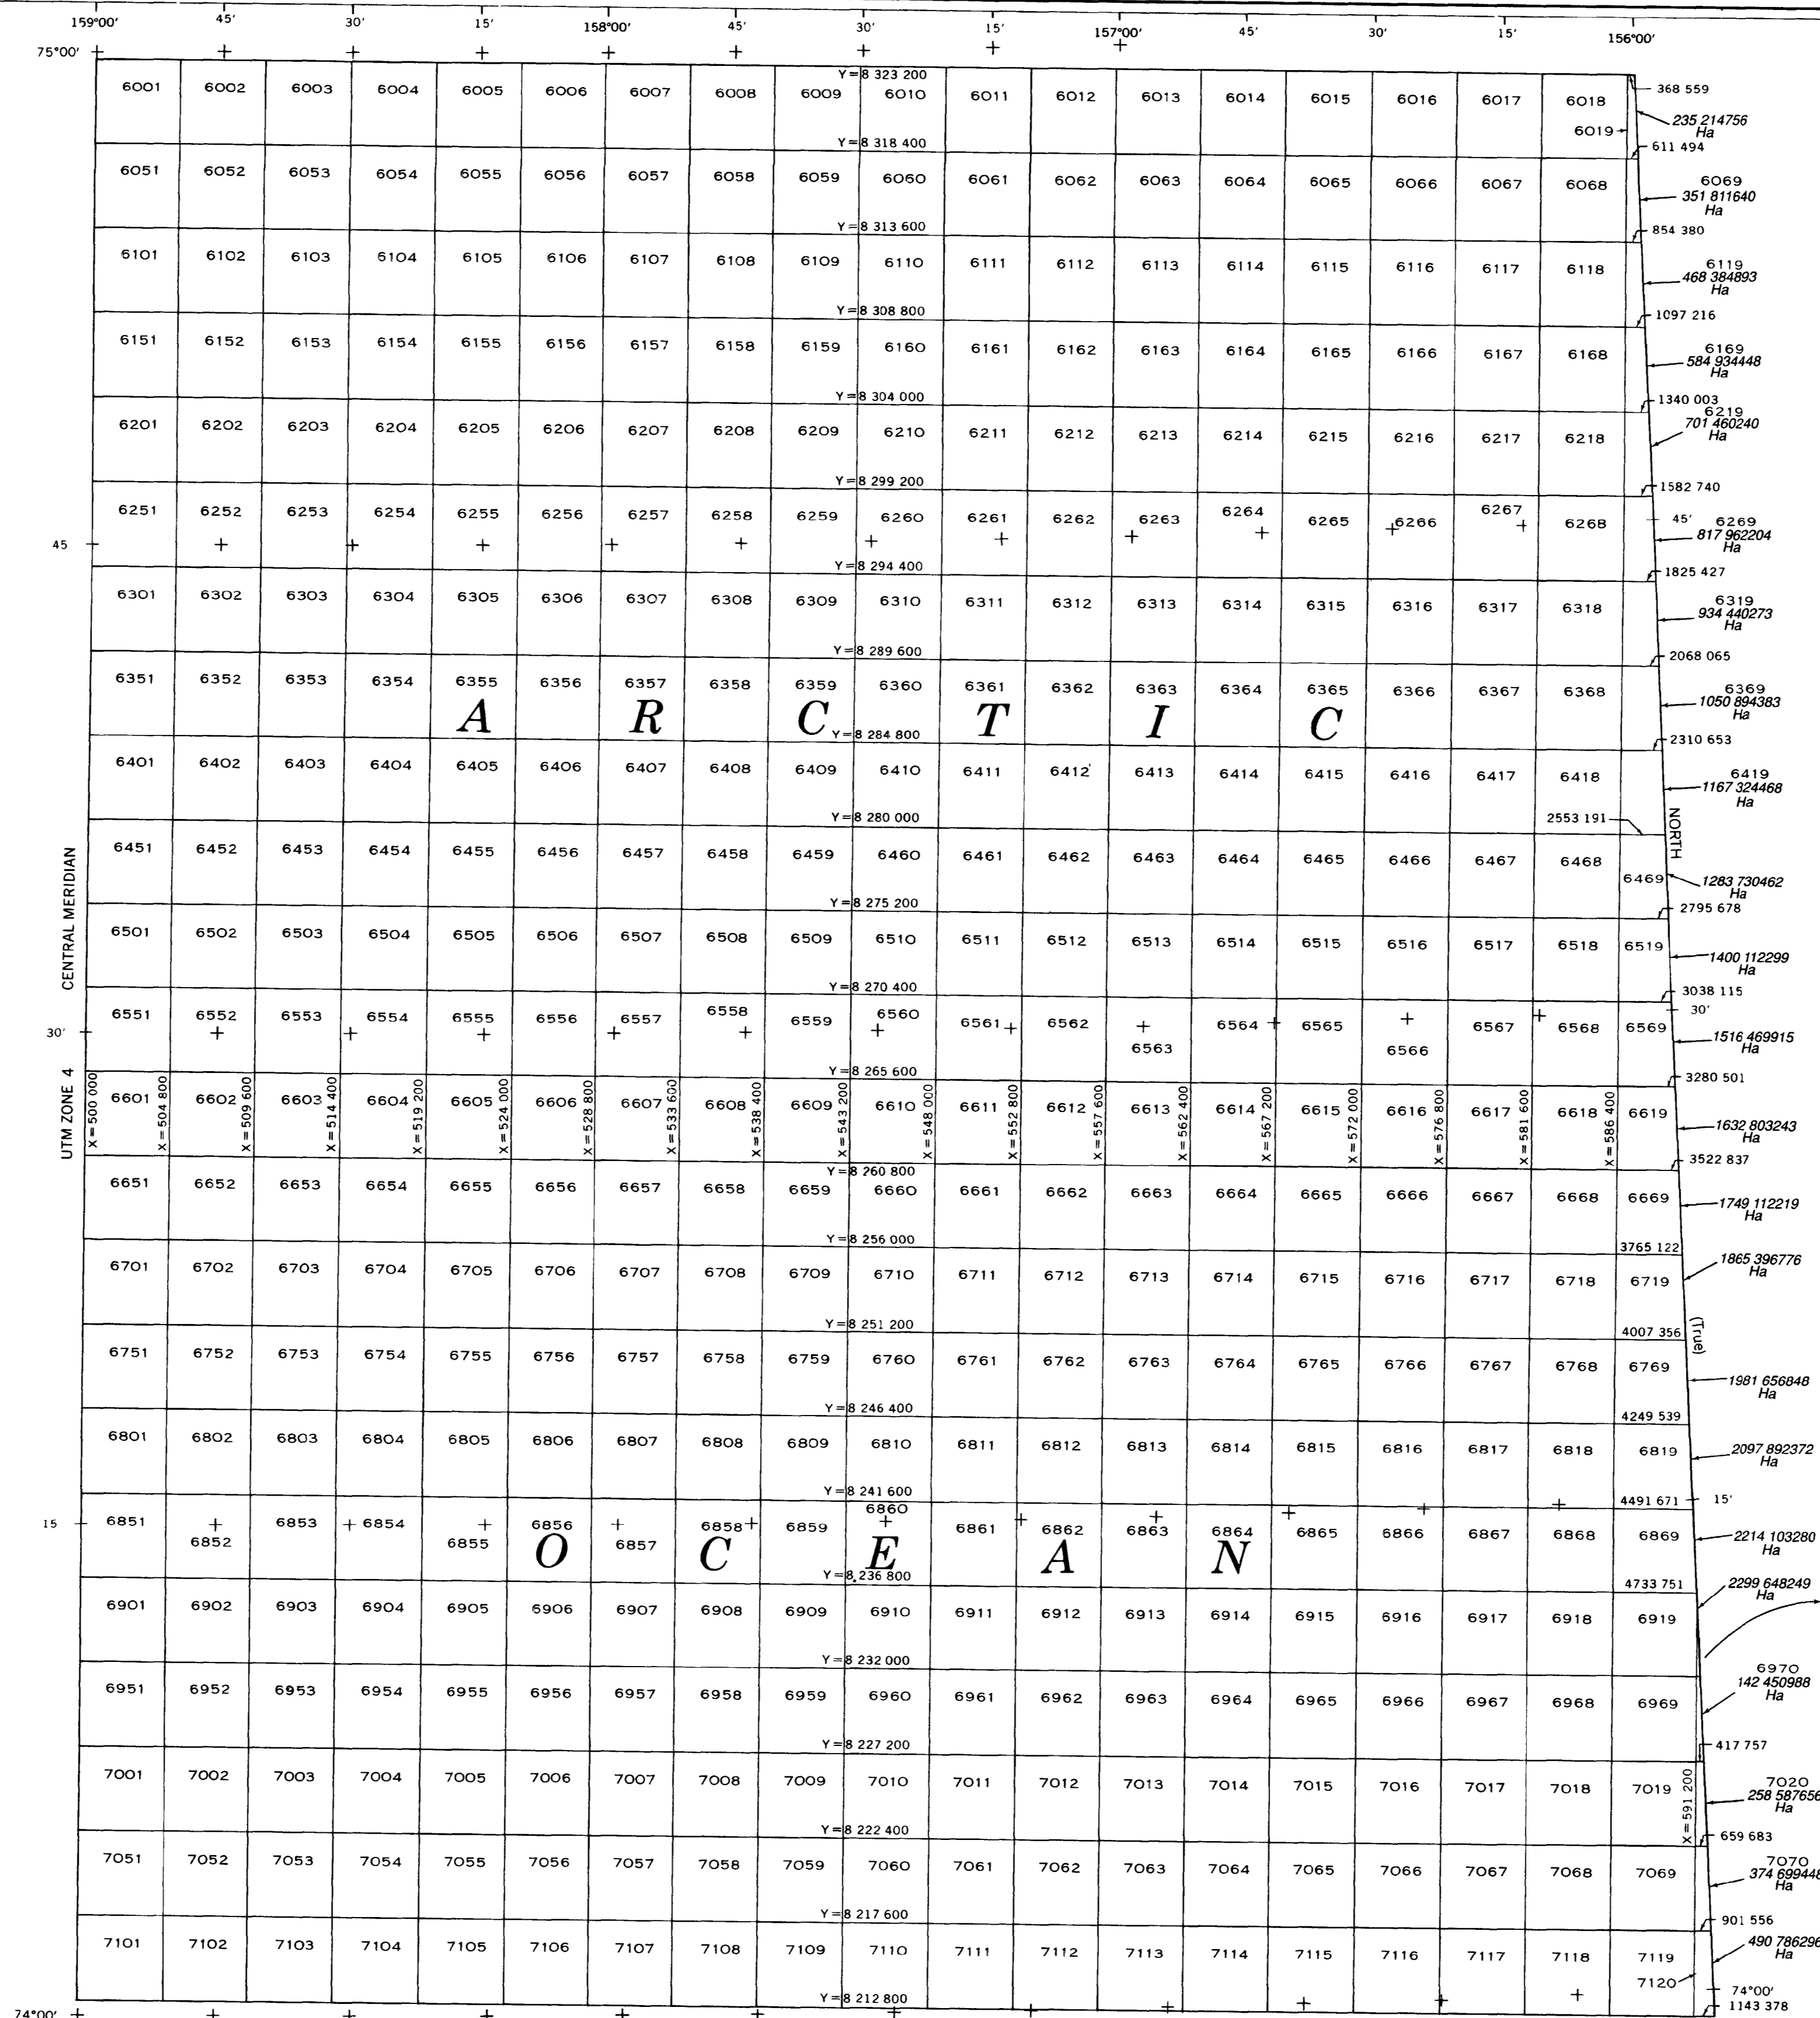 159°00' 45' 30' 15' 158°00' 45' 30' 15' 157°00' 45' 30' 15' 156°00'
75°00'
Y=8 323 200
6001 6002 6003 6004 6005 6006 6007 6008 6009 6010 6011 6012 6013 6014 6015 6016 6017 6018 368 559
6019 235 214756
Ha
Y=8 318 400 611 494
6051 6052 6053 6054 6055 6056 6057 6058 6059 6060 6061 6062 6063 6064 6065 6066 6067 6068 6069
351 811640
Ha
Y=8 313 600 854 380
6101 6102 6103 6104 6105 6106 6107 6108 6109 6110 6111 6112 6113 6114 6115 6116 6117 6118 6119
468 384893
Ha
Y=8 308 800 1097 216
6151 6152 6153 6154 6155 6156 6157 6158 6159 6160 6161 6162 6163 6164 6165 6166 6167 6168 6169
584 934448
Ha
Y=8 304 000 1340 003
6201 6202 6203 6204 6205 6206 6207 6208 6209 6210 6211 6212 6213 6214 6215 6216 6217 6218 6219
701 460240
Ha
Y=8 299 200 1582 740
6251 6252 6253 6254 6255 6256 6257 6258 6259 6260 6261 6262 6263 6264 6265 6266 6267 6268 45' 6269
45 817 962204
Ha
Y=8 294 400 1825 427
6301 6302 6303 6304 6305 6306 6307 6308 6309 6310 6311 6312 6313 6314 6315 6316 6317 6318 6319
934 440273
Ha
Y=8 289 600 2068 065
6351 6352 6353 6354 6355 6356 6357 6358 6359 6360 6361 6362 6363 6364 6365 6366 6367 6368 6369
1050 894383
Ha
A R C T I C
Y=8 284 800 2310 653
6401 6402 6403 6404 6405 6406 6407 6408 6409 6410 6411 6412 6413 6414 6415 6416 6417 6418 6419
1167 324468
Ha
Y=8 280 000 2553 191
NORTH
6451 6452 6453 6454 6455 6456 6457 6458 6459 6460 6461 6462 6463 6464 6465 6466 6467 6468 6469
1283 730462
Ha
Y=8 275 200 2795 678
CENTRAL MERIDIAN
6501 6502 6503 6504 6505 6506 6507 6508 6509 6510 6511 6512 6513 6514 6515 6516 6517 6518 6519
1400 112299
Ha
Y=8 270 400 3038 115
30'
6551 6552 6553 6554 6555 6556 6557 6558 6559 6560 6561 6562 6563 6564 6565 6566 6567 6568 6569
30' 1516 469915
Ha
Y=8 265 600 3280 501
UTM ZONE 4
6601 6602 6603 6604 6605 6606 6607 6608 6609 6610 6611 6612 6613 6614 6615 6616 6617 6618 6619
X=500 000 X=504 800 X=509 600 X=514 400 X=519 200 X=524 000 X=528 800 X=533 600 X=538 400 X=543 200 X=548 000 X=552 800 X=557 600 X=562 400 X=567 200 X=572 000 X=576 800 X=581 600 X=586 400
1632 803243
Ha
Y=8 260 800 3522 837
6651 6652 6653 6654 6655 6656 6657 6658 6659 6660 6661 6662 6663 6664 6665 6666 6667 6668 6669
1749 112219
Ha
Y=8 256 000 3765 122
6701 6702 6703 6704 6705 6706 6707 6708 6709 6710 6711 6712 6713 6714 6715 6716 6717 6718 6719
1865 396776
Ha
Y=8 251 200 4007 356
(True)
6751 6752 6753 6754 6755 6756 6757 6758 6759 6760 6761 6762 6763 6764 6765 6766 6767 6768 6769
1981 656848
Ha
Y=8 246 400 4249 539
6801 6802 6803 6804 6805 6806 6807 6808 6809 6810 6811 6812 6813 6814 6815 6816 6817 6818 6819
2097 892372
Ha
Y=8 241 600 4491 671 15'
15 6851 6852 6853 6854 6855 6856 6857 6858 6859 6860 6861 6862 6863 6864 6865 6866 6867 6868 6869
2214 103280
Ha
O C E A N
Y=8 236 800 4733 751
2299 648249
Ha
6901 6902 6903 6904 6905 6906 6907 6908 6909 6910 6911 6912 6913 6914 6915 6916 6917 6918 6919
Y=8 232 000
6951 6952 6953 6954 6955 6956 6957 6958 6959 6960 6961 6962 6963 6964 6965 6966 6967 6968 6969 6970
142 450988
Ha
Y=8 227 200 417 757
7001 7002 7003 7004 7005 7006 7007 7008 7009 7010 7011 7012 7013 7014 7015 7016 7017 7018 7019 7020
X=591 200
258 587656
Ha
Y=8 222 400 659 683
7051 7052 7053 7054 7055 7056 7057 7058 7059 7060 7061 7062 7063 7064 7065 7066 7067 7068 7069 7070
374 699448
Ha
Y=8 217 600 901 556
7101 7102 7103 7104 7105 7106 7107 7108 7109 7110 7111 7112 7113 7114 7115 7116 7117 7118 7119
490 786296
Ha
7120
Y=8 212 800 74°00'
74°00' 1143 378